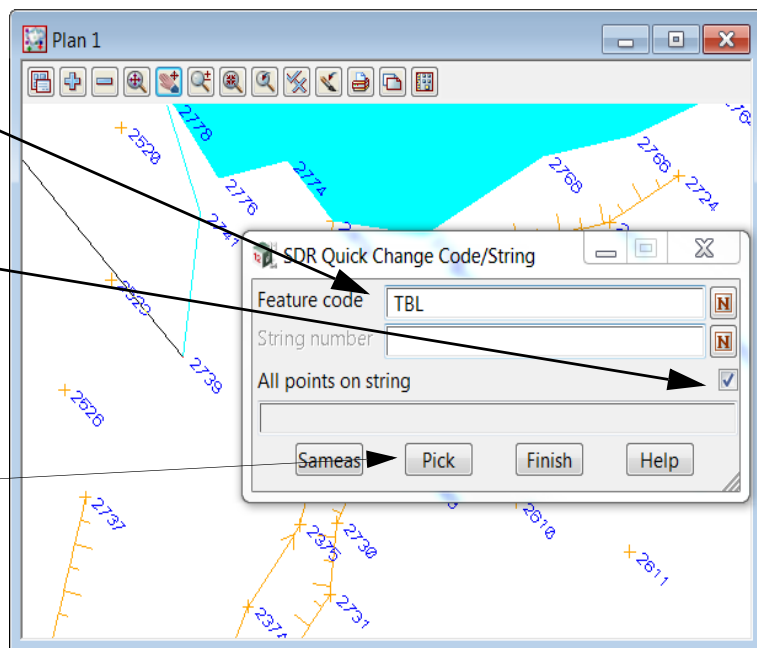 Plan 1
2778
2520
2766
2774
2768
2776
2724
2741
SDR Quick Change Code/String
Feature code TBL N
String number N
2523
All points on string
2739
2526
Sameas Pick Finish Help
2737
2610
2375
2730
2611
2731